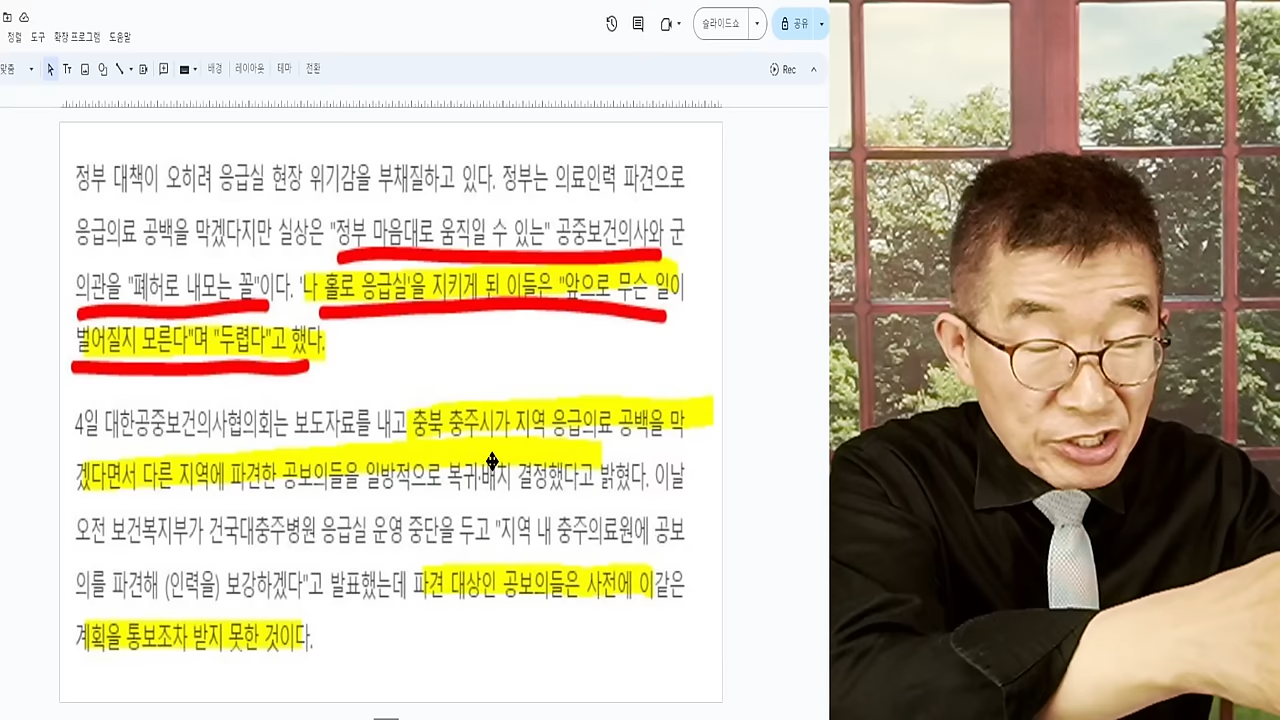 정렬 도구 확장 프로그램 도움말
슬라이드쇼
공유
맞춤
Tт
배경
레이아웃
테마
전환
Rec
정부 대책이 오히려 응급실 현장 위기감을 부채질하고 있다. 정부는 의료인력 파견으로
응급의료 공백을 막겠다지만 실상은 "정부 마음대로 움직일 수 있는" 공중보건의사와 군
의관을 "폐허로 내모는 꼴"이다. '나 홀로 응급실'을 지키게 된 이들은 "앞으로 무슨 일이
벌어질지 모른다"며 "두렵다"고 했다.
4일 대한공중보건의사협의회는 보도자료를 내고 충북 충주시가 지역 응급의료 공백을 막
겠다면서 다른 지역에 파견한 공보의들을 일방적으로 복귀·배치 결정했다고 밝혔다. 이날
오전 보건복지부가 건국대충주병원 응급실 운영 중단을 두고 "지역 내 충주의료원에 공보
의를 파견해 (인력을) 보강하겠다"고 발표했는데 파견 대상인 공보의들은 사전에 이같은
계획을 통보조차 받지 못한 것이다.